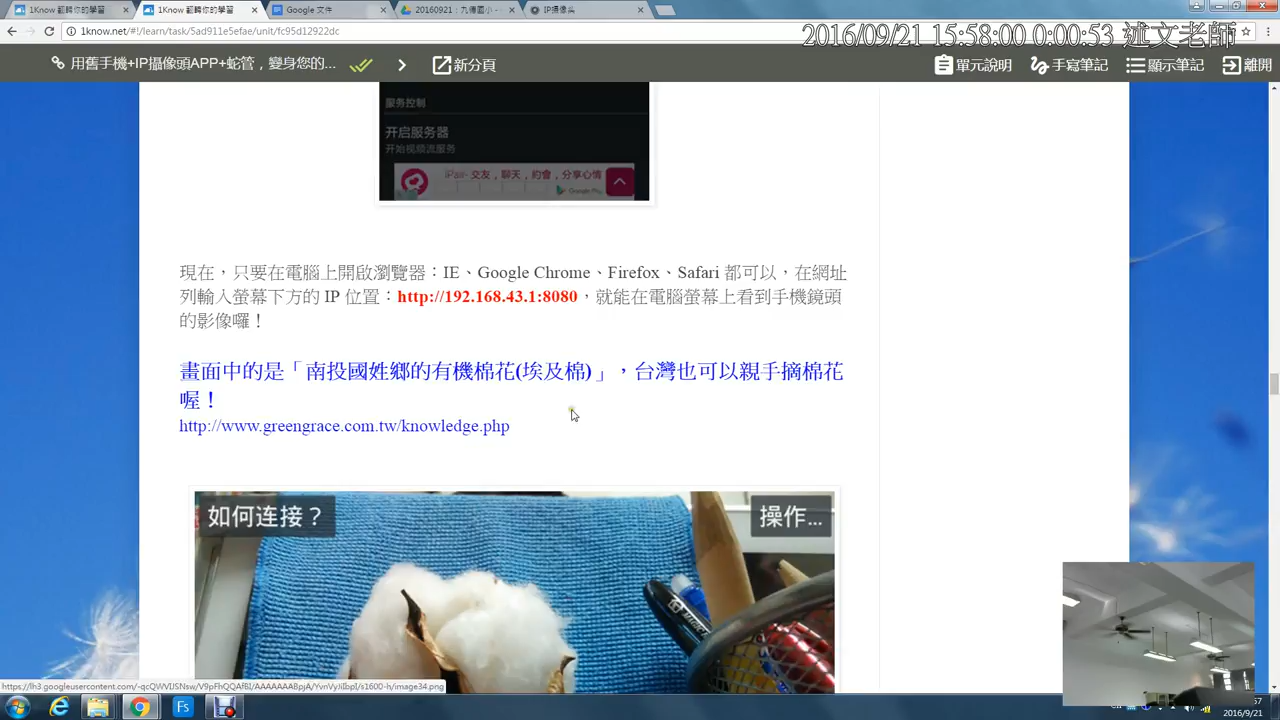 1Know 範轉你的學習
1Know 範轉你的學習
Google 文件
20160921：九德國小 -
IP摄像头
1know.net/#!/learn/task/5ad911e5efae/unit/fc95d12922dc
2016/09/21 15:58:00 0:00:53 述文老師
用舊手機+IP攝像頭APP+蛇管，變身您的...
新分頁
單元說明
手寫筆記
顯示筆記
離開
服务控制
开启服务器
开始视频流服务
iPair- 交友，聊天，約會，分享心情
現在，只要在電腦上開啟瀏覽器：IE、Google Chrome、Firefox、Safari 都可以，在網址
列輸入螢幕下方的 IP 位置：http://192.168.43.1:8080，就能在電腦螢幕上看到手機鏡頭
的影像囉！
畫面中的是「南投國姓鄉的有機棉花(埃及棉)」，台灣也可以親手摘棉花
喔！
http://www.greengrace.com.tw/knowledge.php
如何连接？
操作...
Fs
2016/9/21